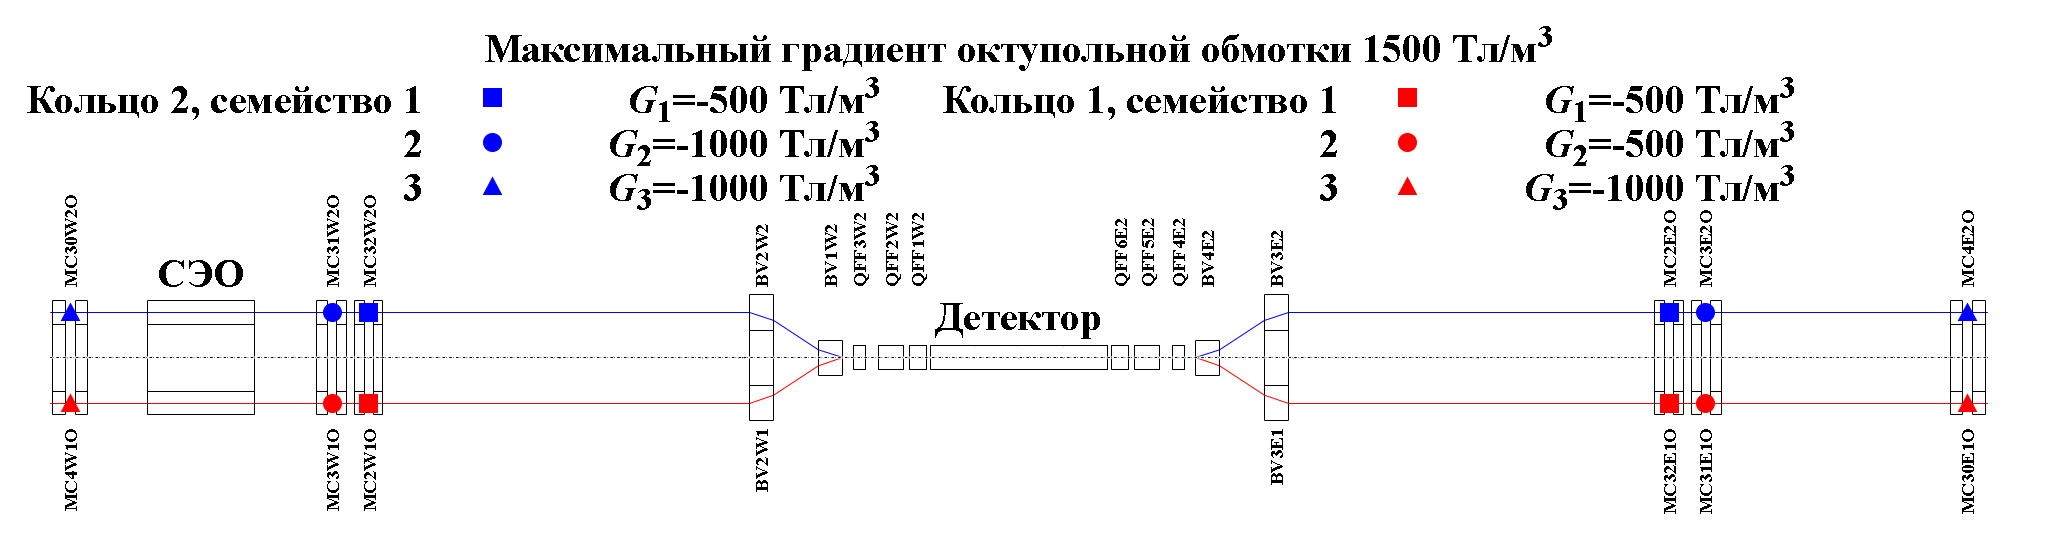 Максимальный градиент октупольной обмотки 1500 Тл/м³
Кольцо 2, семейство 1 G₁=-500 Тл/м³ Кольцо 1, семейство 1 G₁=-500 Тл/м³
2 G₂=-1000 Тл/м³ 2 G₂=-500 Тл/м³
3 G₃=-1000 Тл/м³ 3 G₃=-1000 Тл/м³
MC30W2O
MC31W2O
MC32W2O
BV2W2
BV1W2
QFF3W2
QFF2W2
QFF1W2
QFF6E2
QFF5E2
QFF4E2
BV4E2
BV3E2
MC2E2O
MC3E2O
MC4E2O
СЭО
Детектор
MC4W1O
MC3W1O
MC2W1O
BV2W1
BV3E1
MC32E1O
MC31E1O
MC30E1O